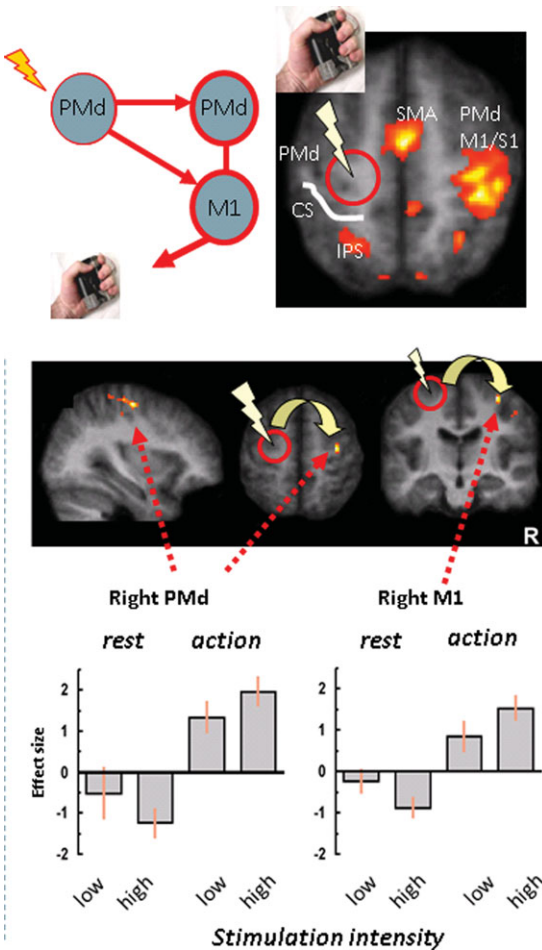 PMd
PMd
M1
SMA
PMd
M1/S1
PMd
CS
IPS
R
Right PMd
Right M1
rest
action
rest
action
Effect size
2
1
0
-1
-2
2
1
0
-1
-2
low
high
low
high
low
high
low
high
Stimulation intensity